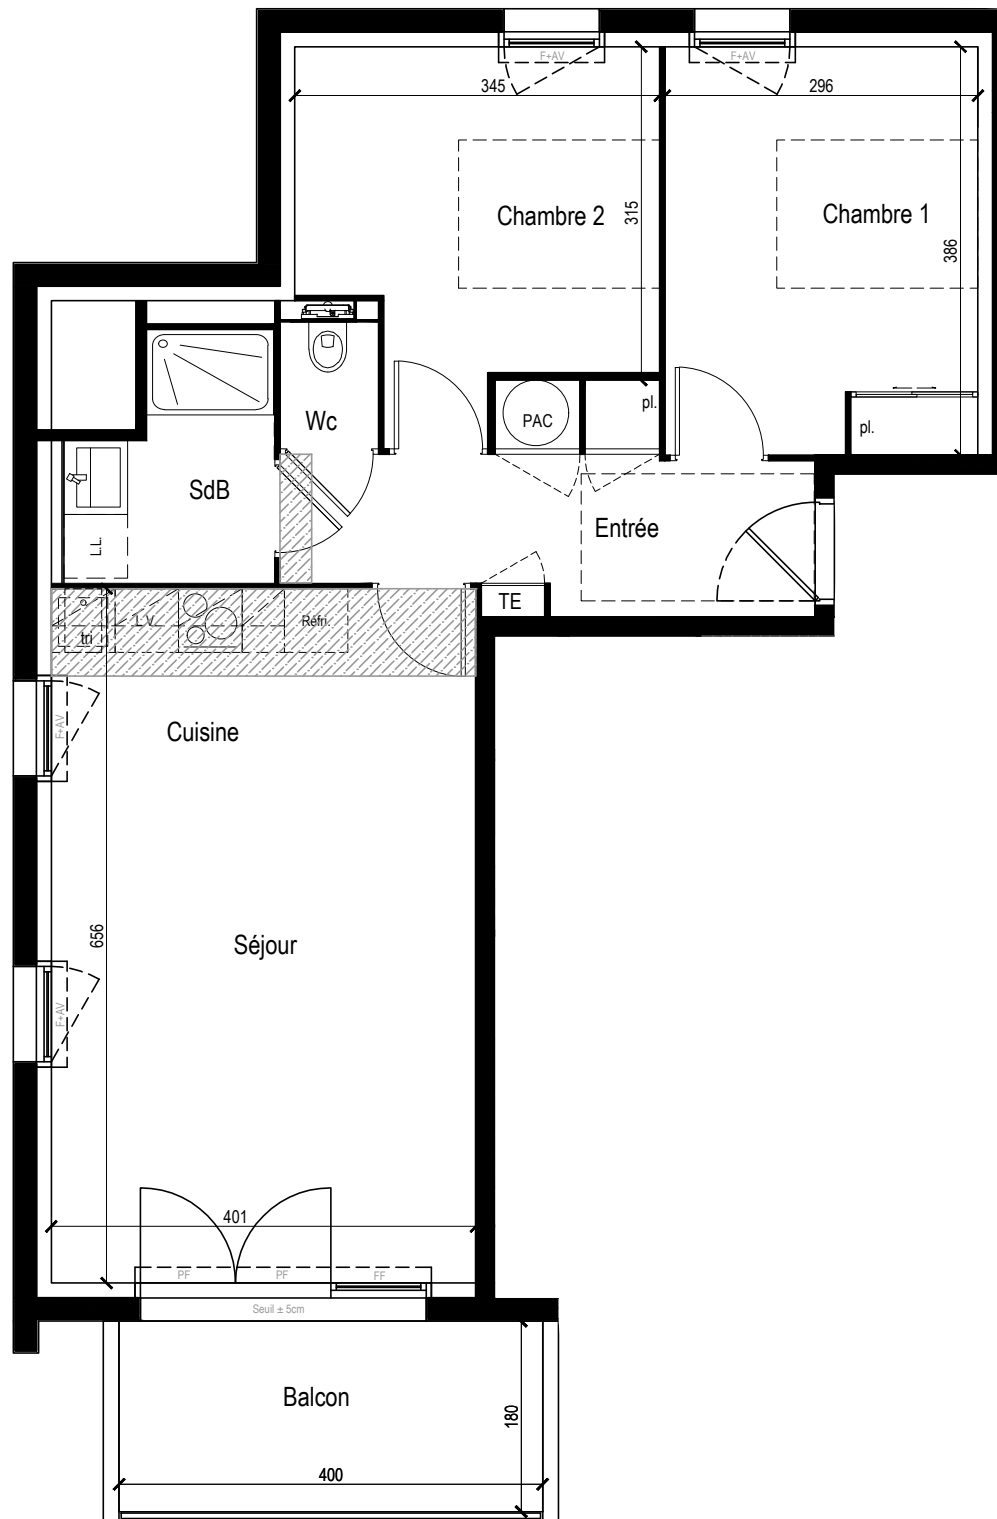 F+AV
F+AV
345
296
Chambre 2
315
Chambre 1
386
pl.
PAC
Wc
pl.
SdB
Entrée
L.L.
TE
L.V.
Réfri.
tri
F+AV
Cuisine
656
Séjour
F+AV
401
PF
PF
FF
Seuil ± 5cm
Balcon
180
400